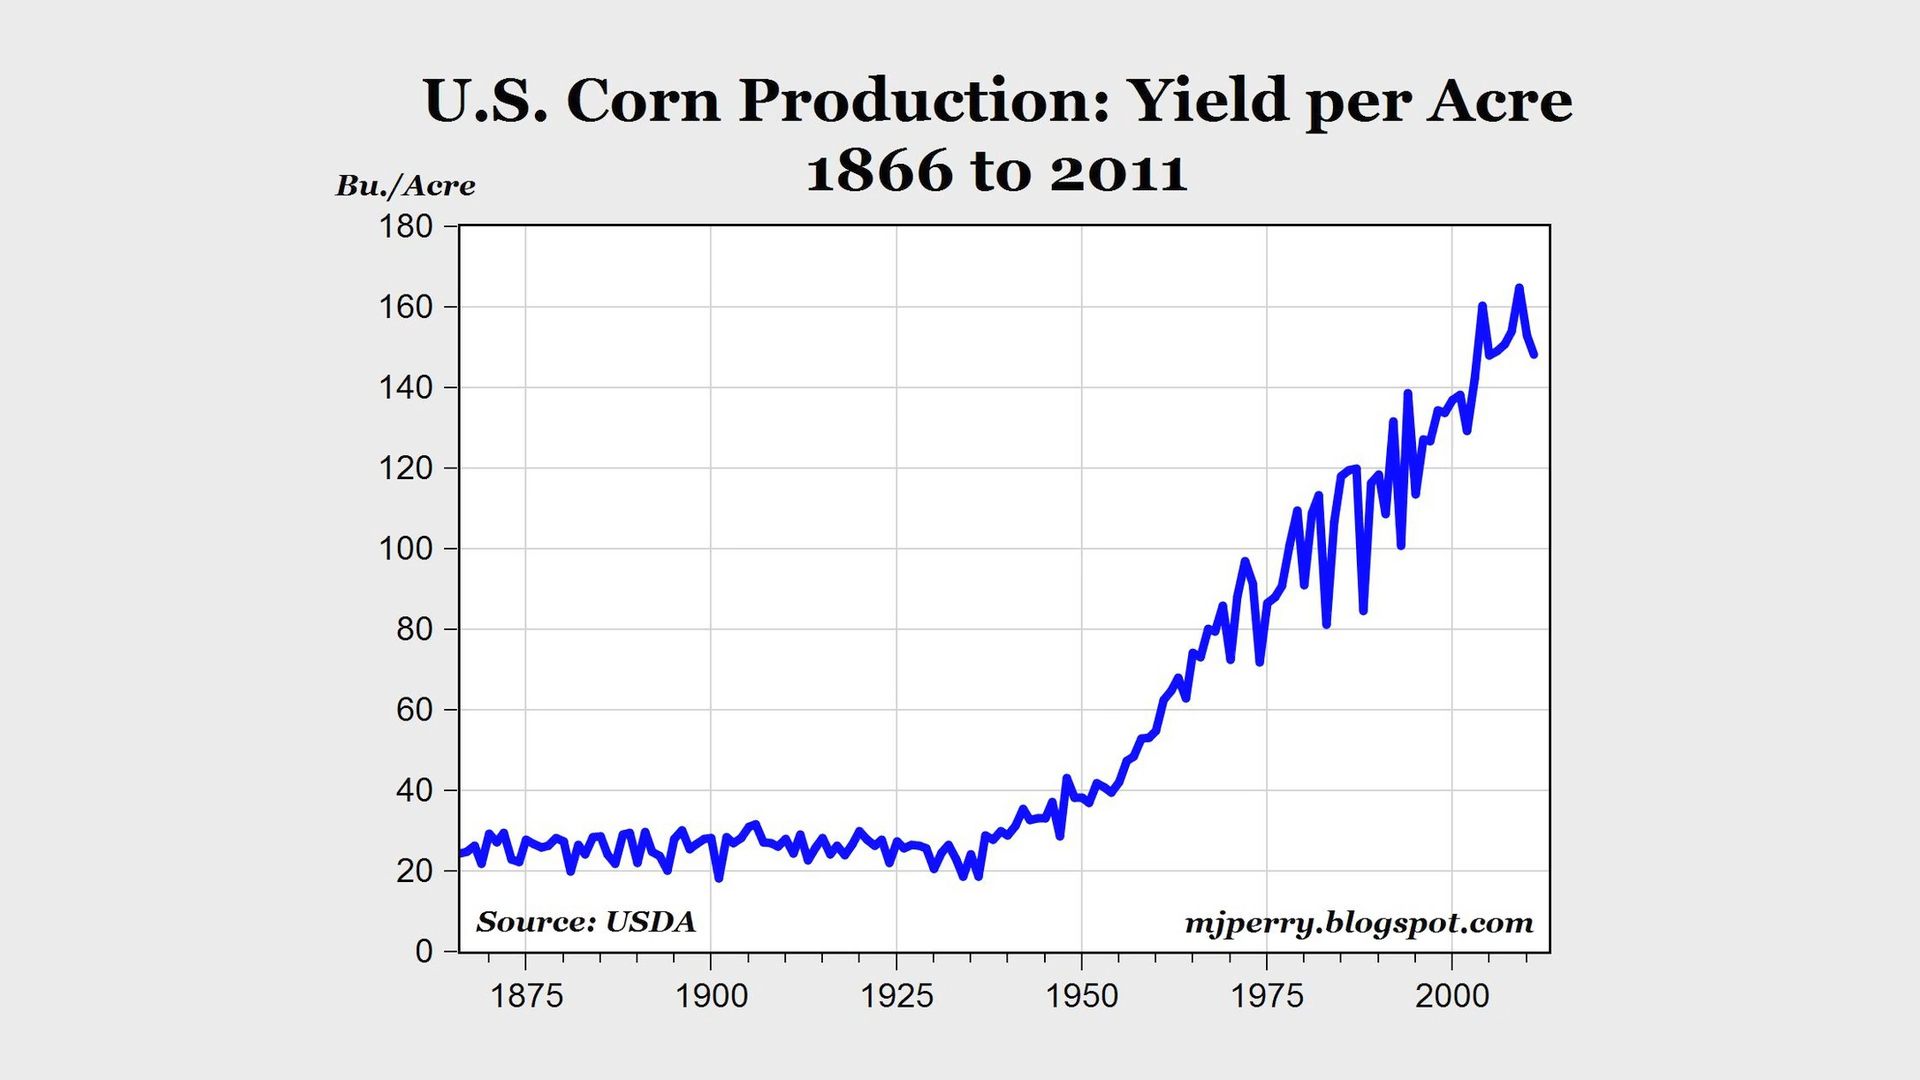 U.S. Corn Production: Yield per Acre
1866 to 2011
Bu./Acre
180
160
140
120
100
80
60
40
20
0
Source: USDA
mjperry.blogspot.com
1875 1900 1925 1950 1975 2000